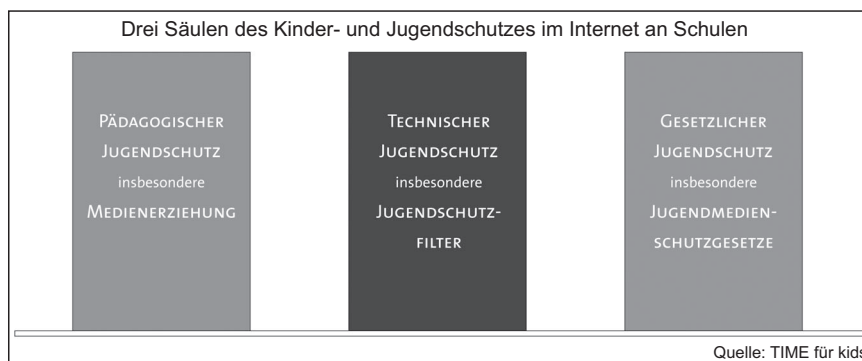 Drei Säulen des Kinder- und Jugendschutzes im Internet an Schulen
PÄDAGOGISCHER
JUGENDSCHUTZ
insbesondere
MEDIENERZIEHUNG
TECHNISCHER
JUGENDSCHUTZ
insbesondere
JUGENDSCHUTZ-
FILTER
GESETZLICHER
JUGENDSCHUTZ
insbesondere
JUGENDMEDIEN-
SCHUTZGESETZE
Quelle: TIME für kids